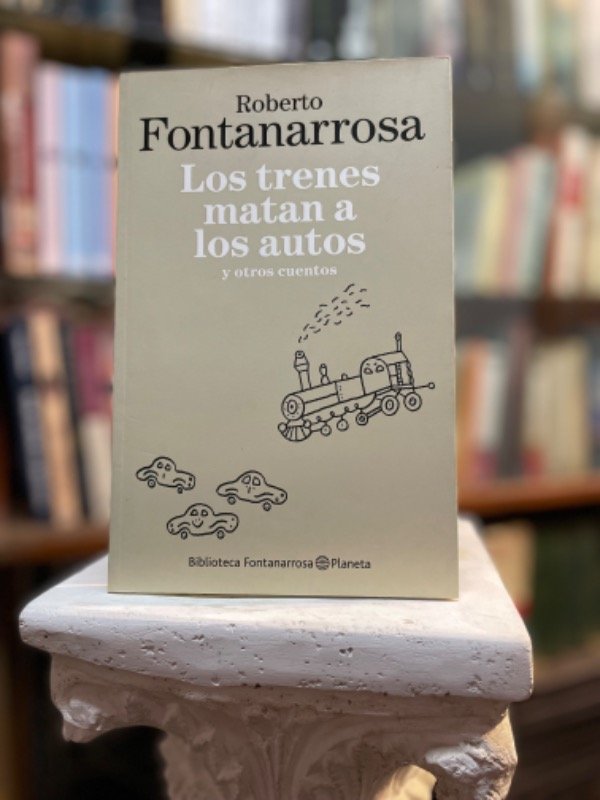 Roberto
Fontanarrosa
Los trenes
matan a
los autos
y otros cuentos
Biblioteca Fontanarrosa Planeta